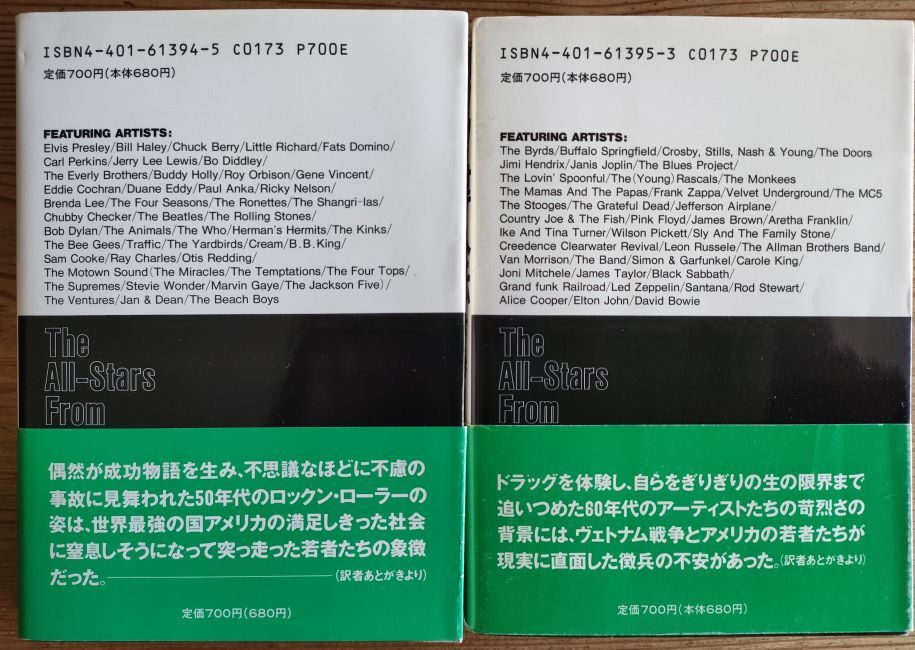 ISBN4-401-61394-5 C0173 P700E
定価700円(本体680円)
FEATURING ARTISTS:
Elvis Presley/Bill Haley/Chuck Berry/Little Richard/Fats Domino/
Carl Perkins/Jerry Lee Lewis/Bo Diddley/
The Everly Brothers/Buddy Holly/Roy Orbison/Gene Vincent/
Eddie Cochran/Duane Eddy/Paul Anka/Ricky Nelson/
Brenda Lee/The Four Seasons/The Ronettes/The Shangri-las/
Chubby Checker/The Beatles/The Rolling Stones/
Bob Dylan/The Animals/The Who/Herman's Hermits/The Kinks/
The Bee Gees/Traffic/The Yardbirds/Cream/B.B.King/
Sam Cooke/Ray Charles/Otis Redding/
The Motown Sound(The Miracles/The Temptations/The Four Tops/
The Supremes/Stevie Wonder/Marvin Gaye/The Jackson Five)/
The Ventures/Jan & Dean/The Beach Boys
The
All-Stars
From
偶然が成功物語を生み、不思議なほどに不慮の
事故に見舞われた50年代のロックン・ローラーの
姿は、世界最強の国アメリカの満足しきった社会
に窒息しそうになって突っ走った若者たちの象徴
だった。――(訳者あとがきより)
定価700円(680円)
ISBN4-401-61395-3 C0173 P700E
定価700円(本体680円)
FEATURING ARTISTS:
The Byrds/Buffalo Springfield/Crosby, Stills, Nash & Young/The Doors
Jimi Hendrix/Janis Joplin/The Blues Project/
The Lovin' Spoonful/The(Young)Rascals/The Monkees
The Mamas And The Papas/Frank Zappa/Velvet Underground/The MC5
The Stooges/The Grateful Dead/Jefferson Airplane/
Country Joe & The Fish/Pink Floyd/James Brown/Aretha Franklin/
Ike And Tina Turner/Wilson Pickett/Sly And The Family Stone/
Creedence Clearwater Revival/Leon Russele/The Allman Brothers Band/
Van Morrison/The Band/Simon & Garfunkel/Carole King/
Joni Mitchele/James Taylor/Black Sabbath/
Grand funk Railroad/Led Zeppelin/Santana/Rod Stewart/
Alice Cooper/Elton John/David Bowie
The
All-Stars
From
ドラッグを体験し、自らをぎりぎりの生の限界まで
追いつめた60年代のアーティストたちの苛烈さの
背景には、ヴェトナム戦争とアメリカの若者たちが
現実に直面した徴兵の不安があった。(訳者あとがきより)
定価700円(本体680円)